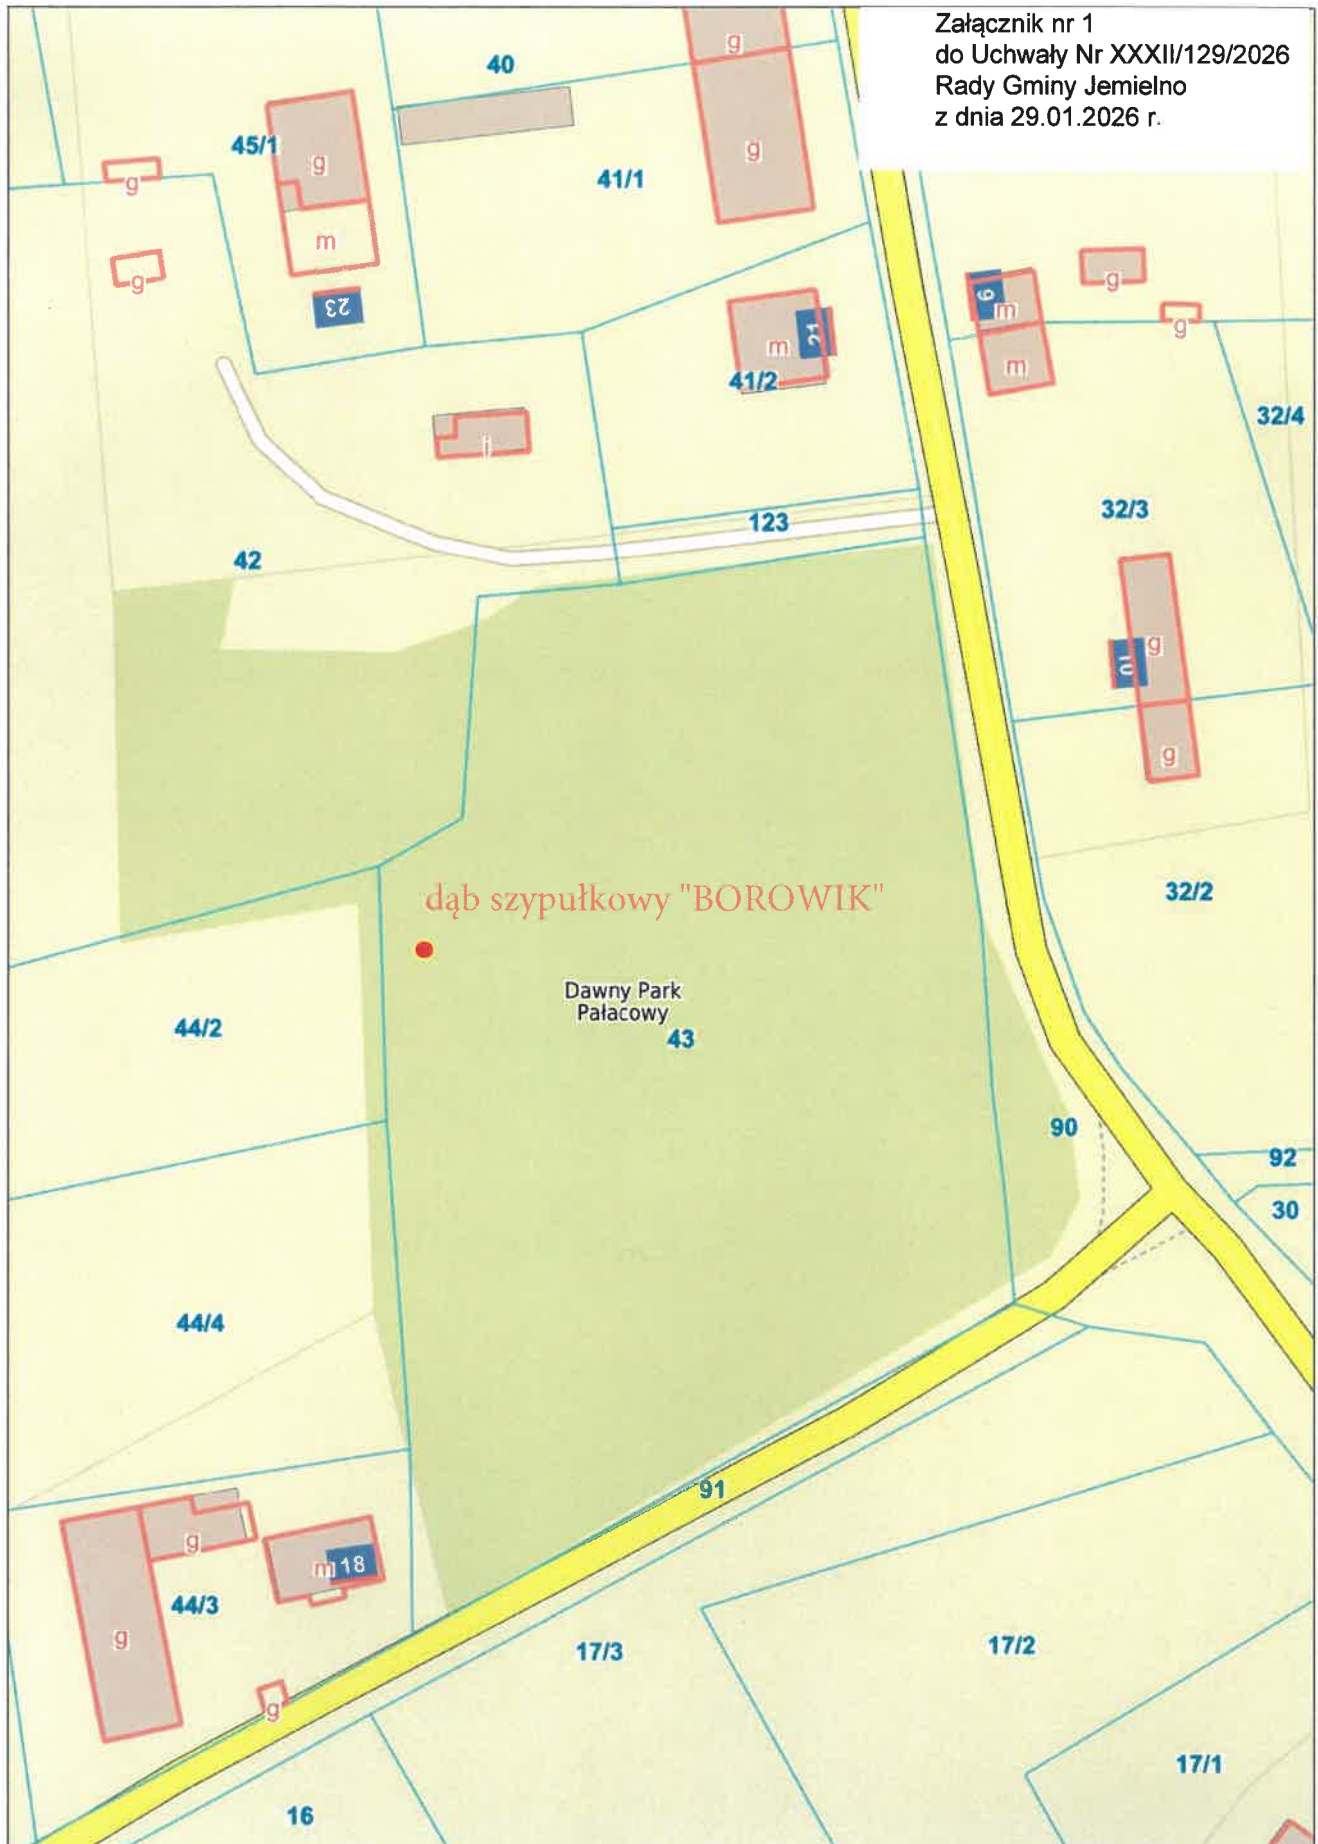 Załącznik nr 1
do Uchwały Nr XXXII/129/2026
Rady Gminy Jemielno
z dnia 29.01.2026 r.
40
g
45/1
g
g
41/1
g
m
g
23
g
6
m
g
m
21
41/2
m
32/4
i
123
32/3
42
g
10
g
dąb szypułkowy "BOROWIK"
32/2
Dawny Park
Pałacowy
43
44/2
90
92
30
44/4
91
g
m 18
44/3
g
17/3
17/2
g
17/1
16